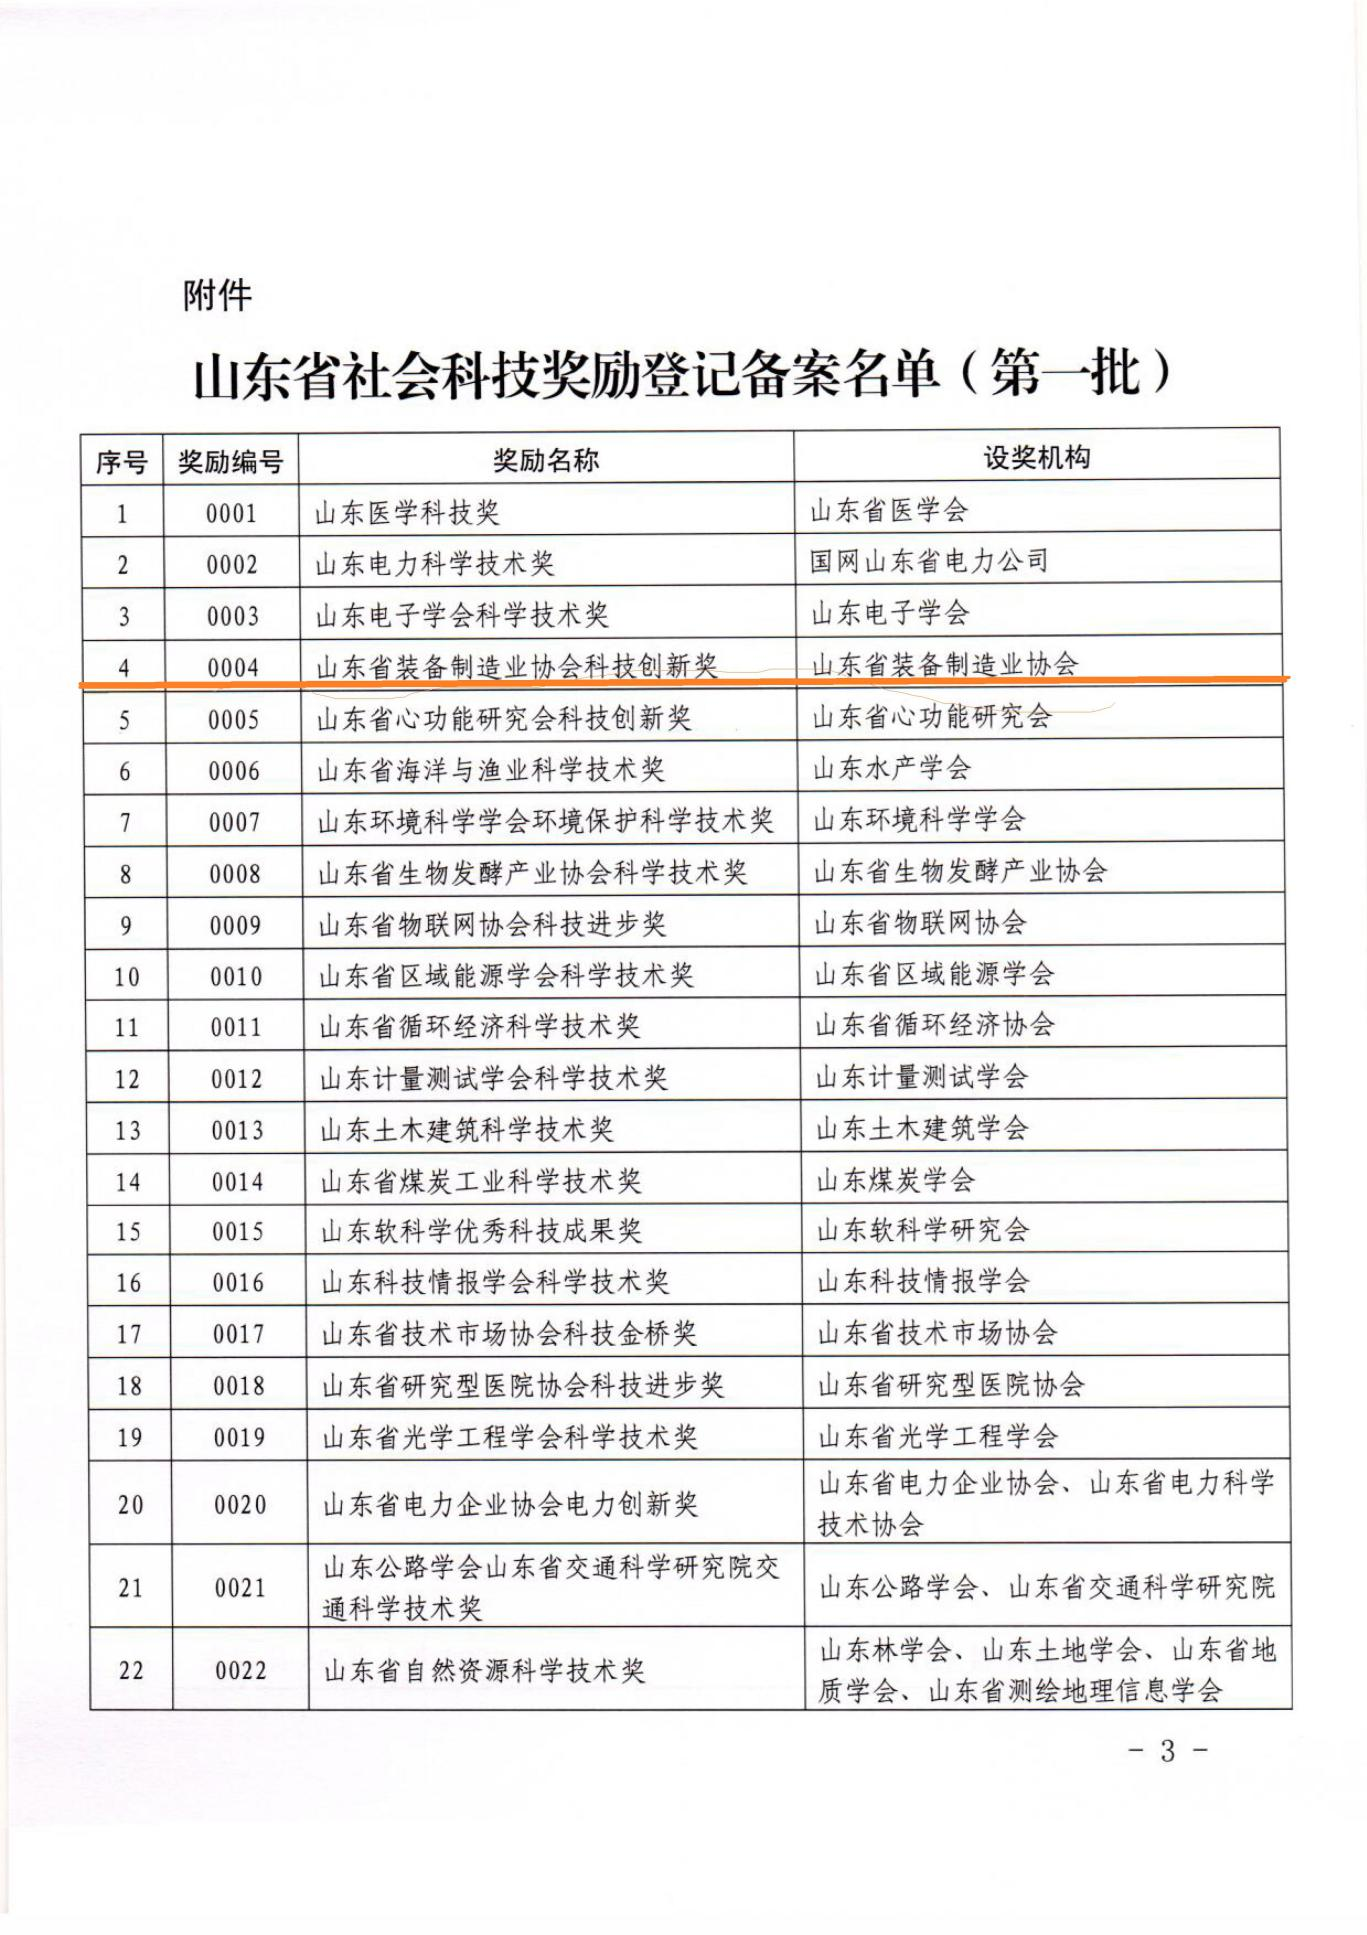 附件
山东省社会科技奖励登记备案名单（第一批）
序号 奖励编号 奖励名称 设奖机构
1 0001 山东医学科技奖 山东省医学会
2 0002 山东电力科学技术奖 国网山东省电力公司
3 0003 山东电子学会科学技术奖 山东电子学会
4 0004 山东省装备制造业协会科技创新奖 山东省装备制造业协会
5 0005 山东省心功能研究会科技创新奖 山东省心功能研究会
6 0006 山东省海洋与渔业科学技术奖 山东水产学会
7 0007 山东环境科学学会环境保护科学技术奖 山东环境科学学会
8 0008 山东省生物发酵产业协会科学技术奖 山东省生物发酵产业协会
9 0009 山东省物联网协会科技进步奖 山东省物联网协会
10 0010 山东省区域能源学会科学技术奖 山东省区域能源学会
11 0011 山东省循环经济科学技术奖 山东省循环经济协会
12 0012 山东计量测试学会科学技术奖 山东计量测试学会
13 0013 山东土木建筑科学技术奖 山东土木建筑学会
14 0014 山东省煤炭工业科学技术奖 山东煤炭学会
15 0015 山东软科学优秀科技成果奖 山东软科学研究会
16 0016 山东科技情报学会科学技术奖 山东科技情报学会
17 0017 山东省技术市场协会科技金桥奖 山东省技术市场协会
18 0018 山东省研究型医院协会科技进步奖 山东省研究型医院协会
19 0019 山东省光学工程学会科学技术奖 山东省光学工程学会
20 0020 山东省电力企业协会电力创新奖 山东省电力企业协会、山东省电力科学
技术协会
21 0021 山东公路学会山东省交通科学研究院交
通科学技术奖 山东公路学会、山东省交通科学研究院
22 0022 山东省自然资源科学技术奖 山东林学会、山东土地学会、山东省地
质学会、山东省测绘地理信息学会
- 3 -